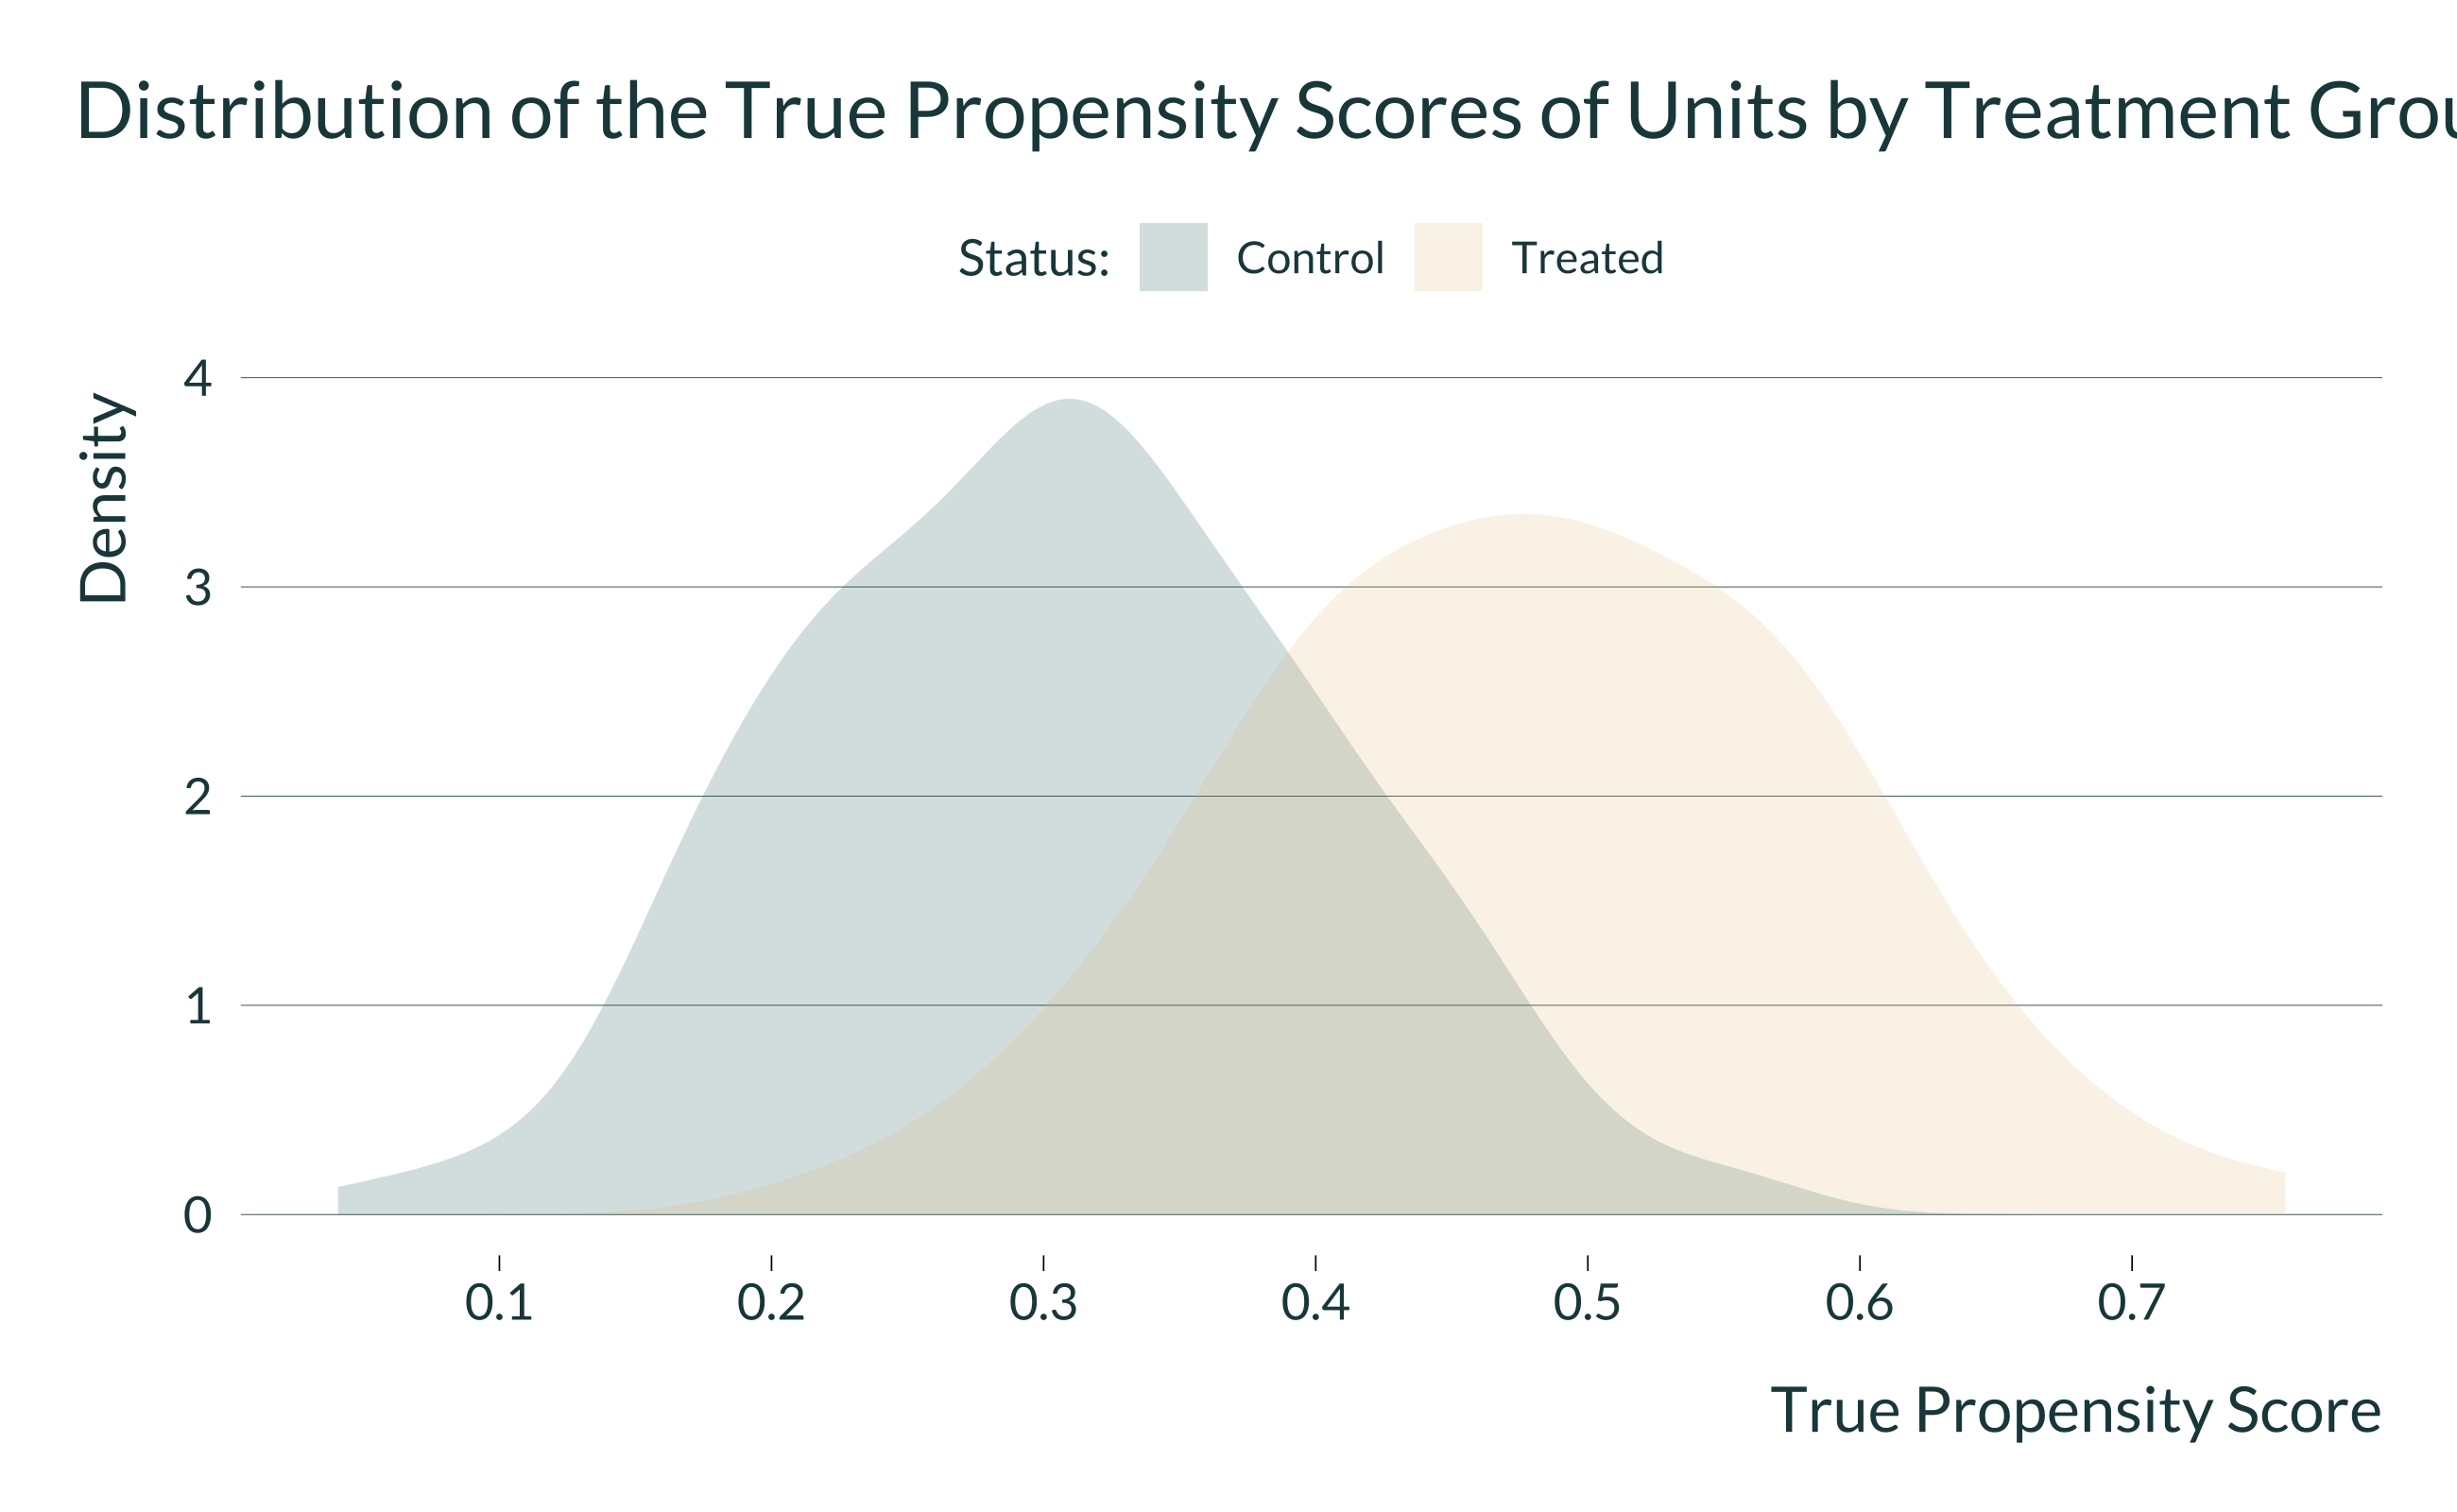 Distribution of the True Propensity Scores of Units by Treatment Grou
Status: Control Treated
Density
4
3
2
1
0
0.1 0.2 0.3 0.4 0.5 0.6 0.7
True Propensity Score